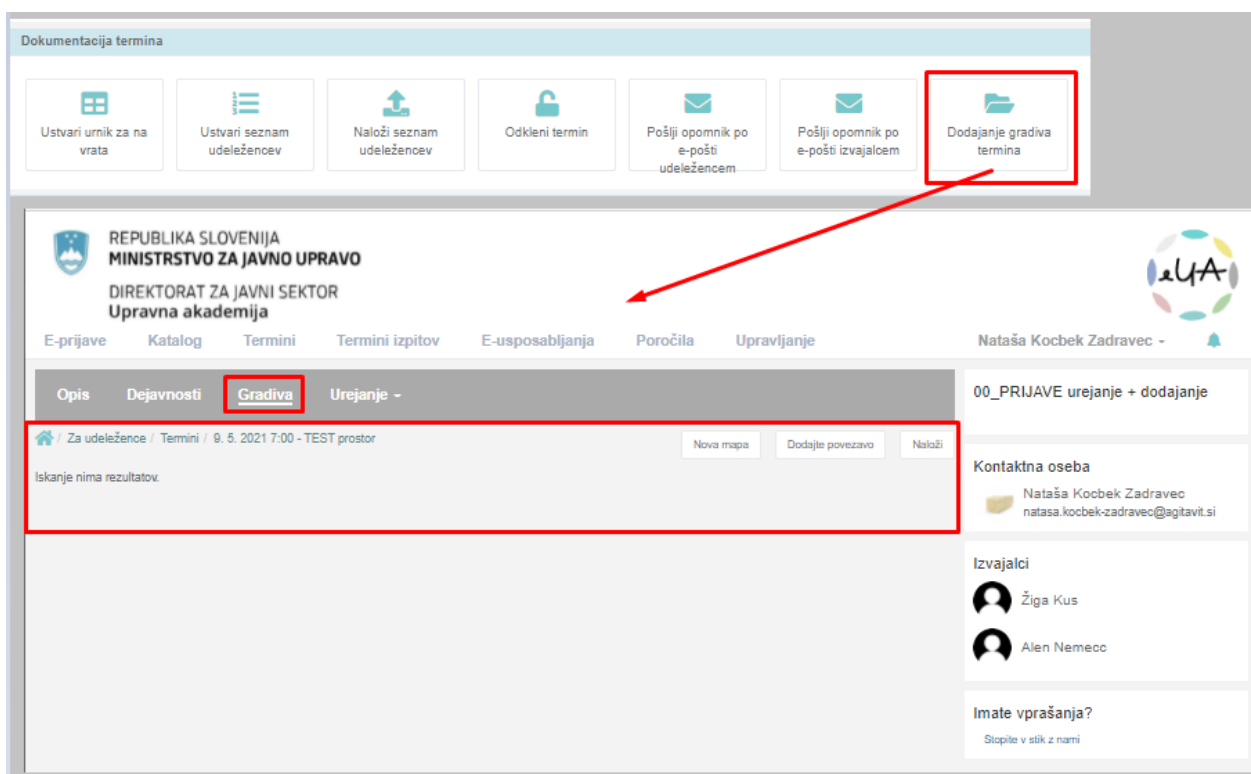 Dokumentacija termina
Ustvari urnik za na
vrata
Ustvari seznam
udeležencev
Naloži seznam
udeležencev
Odkleni termin
Pošlji opomnik po
e-pošti
udeležencem
Pošlji opomnik po
e-pošti izvajalcem
Dodajanje gradiva
termina
REPUBLIKA SLOVENIJA
MINISTRSTVO ZA JAVNO UPRAVO
DIREKTORAT ZA JAVNI SEKTOR
Upravna akademija
eUA
E-prijave Katalog Termini Termini izpitov E-usposabljanja Poročila Upravljanje Nataša Kocbek Zadravec
Opis Dejavnosti Gradiva Urejanje
/ Za udeležence / Termini / 9. 5. 2021 7:00 - TEST prostor
Nova mapa Dodajte povezavo Naloži
Iskanje nima rezultatov.
00_PRIJAVE urejanje + dodajanje
Kontaktna oseba
Nataša Kocbek Zadravec
natasa.kocbek-zadravec@agitavit.si
Izvajalci
Žiga Kus
Alen Nemecc
Imate vprašanja?
Stopite v stik z nami